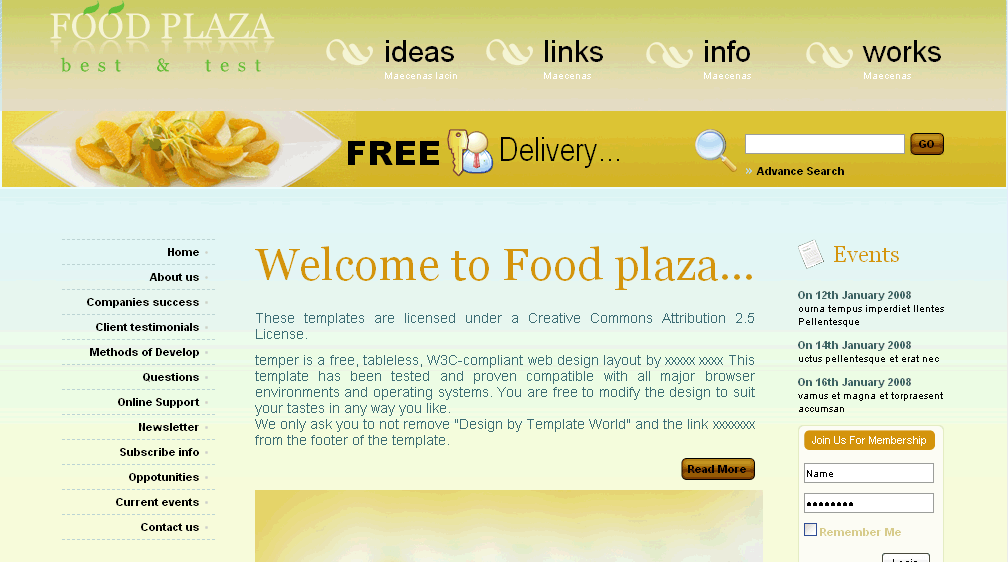 FOOD PLAZA
best & test
ideas
Maecenas lacin
links
Maecenas
info
Maecenas
works
Maecenas
FREE Delivery...
GO
» Advance Search
Home
About us
Companies success
Client testimonials
Methods of Develop
Questions
Online Support
Newsletter
Subscribe info
Oppotunities
Current events
Contact us
Welcome to Food plaza...
These templates are licensed under a Creative Commons Attribution 2.5
License.
temper is a free, tableless, W3C-compliant web design layout by xxxxx xxxx This
template has been tested and proven compatible with all major browser
environments and operating systems. You are free to modify the design to suit
your tastes in any way you like.
We only ask you to not remove "Design by Template World" and the link xxxxxxx
from the footer of the template.
Read More
Events
On 12th January 2008
ourna tempus imperdiet llentes
Pellentesque
On 14th January 2008
uctus pellentesque et erat nec
On 16th January 2008
vamus et magna et torpraesent
accumsan
Join Us For Membership
Name
••••••••
Remember Me